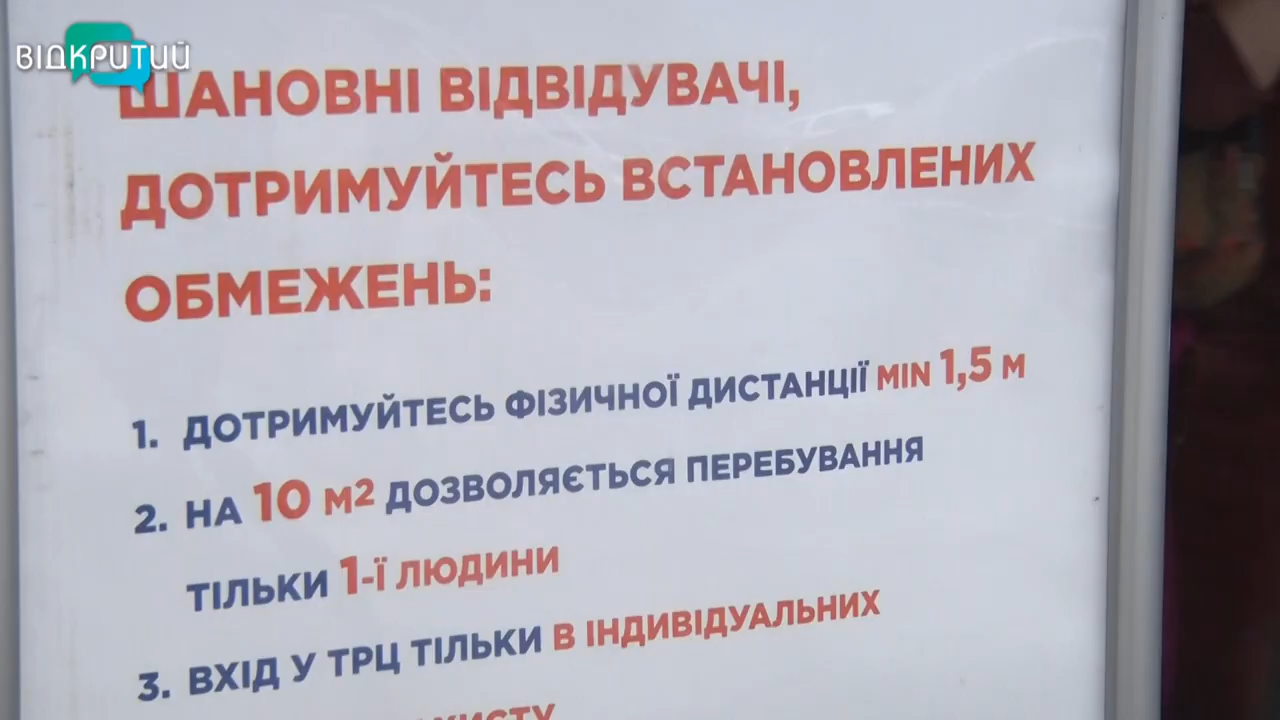 ВІДКРИТИЙ
ШАНОВНІ ВІДВІДУВАЧІ,
ДОТРИМУЙТЕСЬ ВСТАНОВЛЕНИХ
ОБМЕЖЕНЬ:
1. ДОТРИМУЙТЕСЬ ФІЗИЧНОЇ ДИСТАНЦІЇ MIN 1,5 М
2. НА 10 М2 ДОЗВОЛЯЄТЬСЯ ПЕРЕБУВАННЯ
ТІЛЬКИ 1-Ї ЛЮДИНИ
3. ВХІД У ТРЦ ТІЛЬКИ В ІНДИВІДУАЛЬНИХ